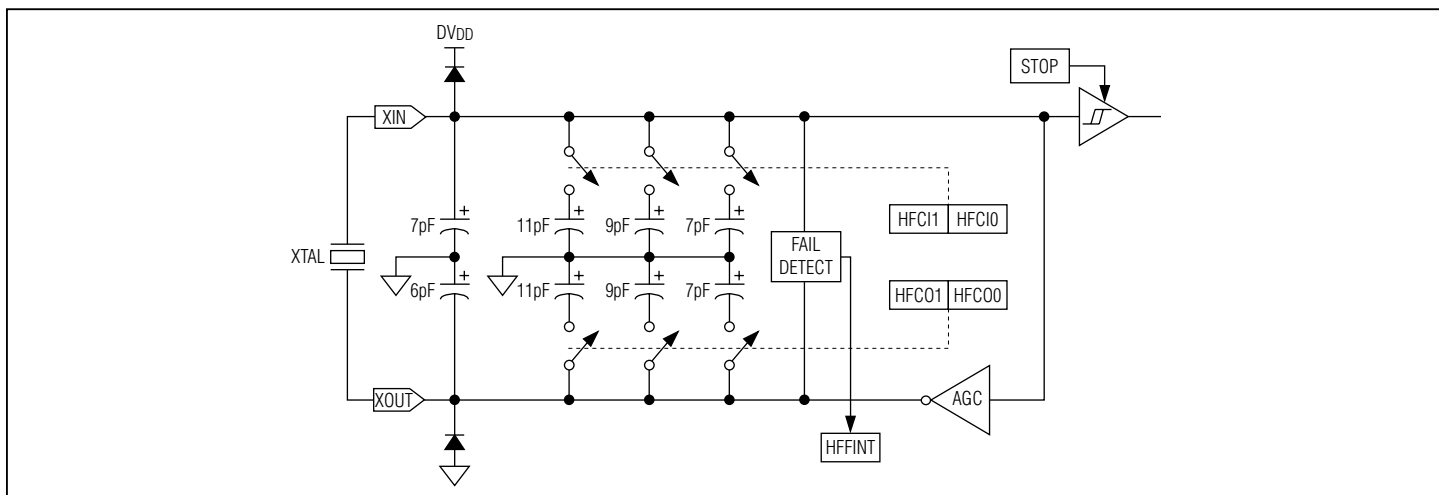 DVDD
STOP
XIN
7pF
11pF
9pF
7pF
HFCI1 HFCI0
XTAL
FAIL
DETECT
6pF
11pF
9pF
7pF
HFCO1 HFCO0
XOUT
AGC
HFFINT
+
+
+
+
+
+
+
+